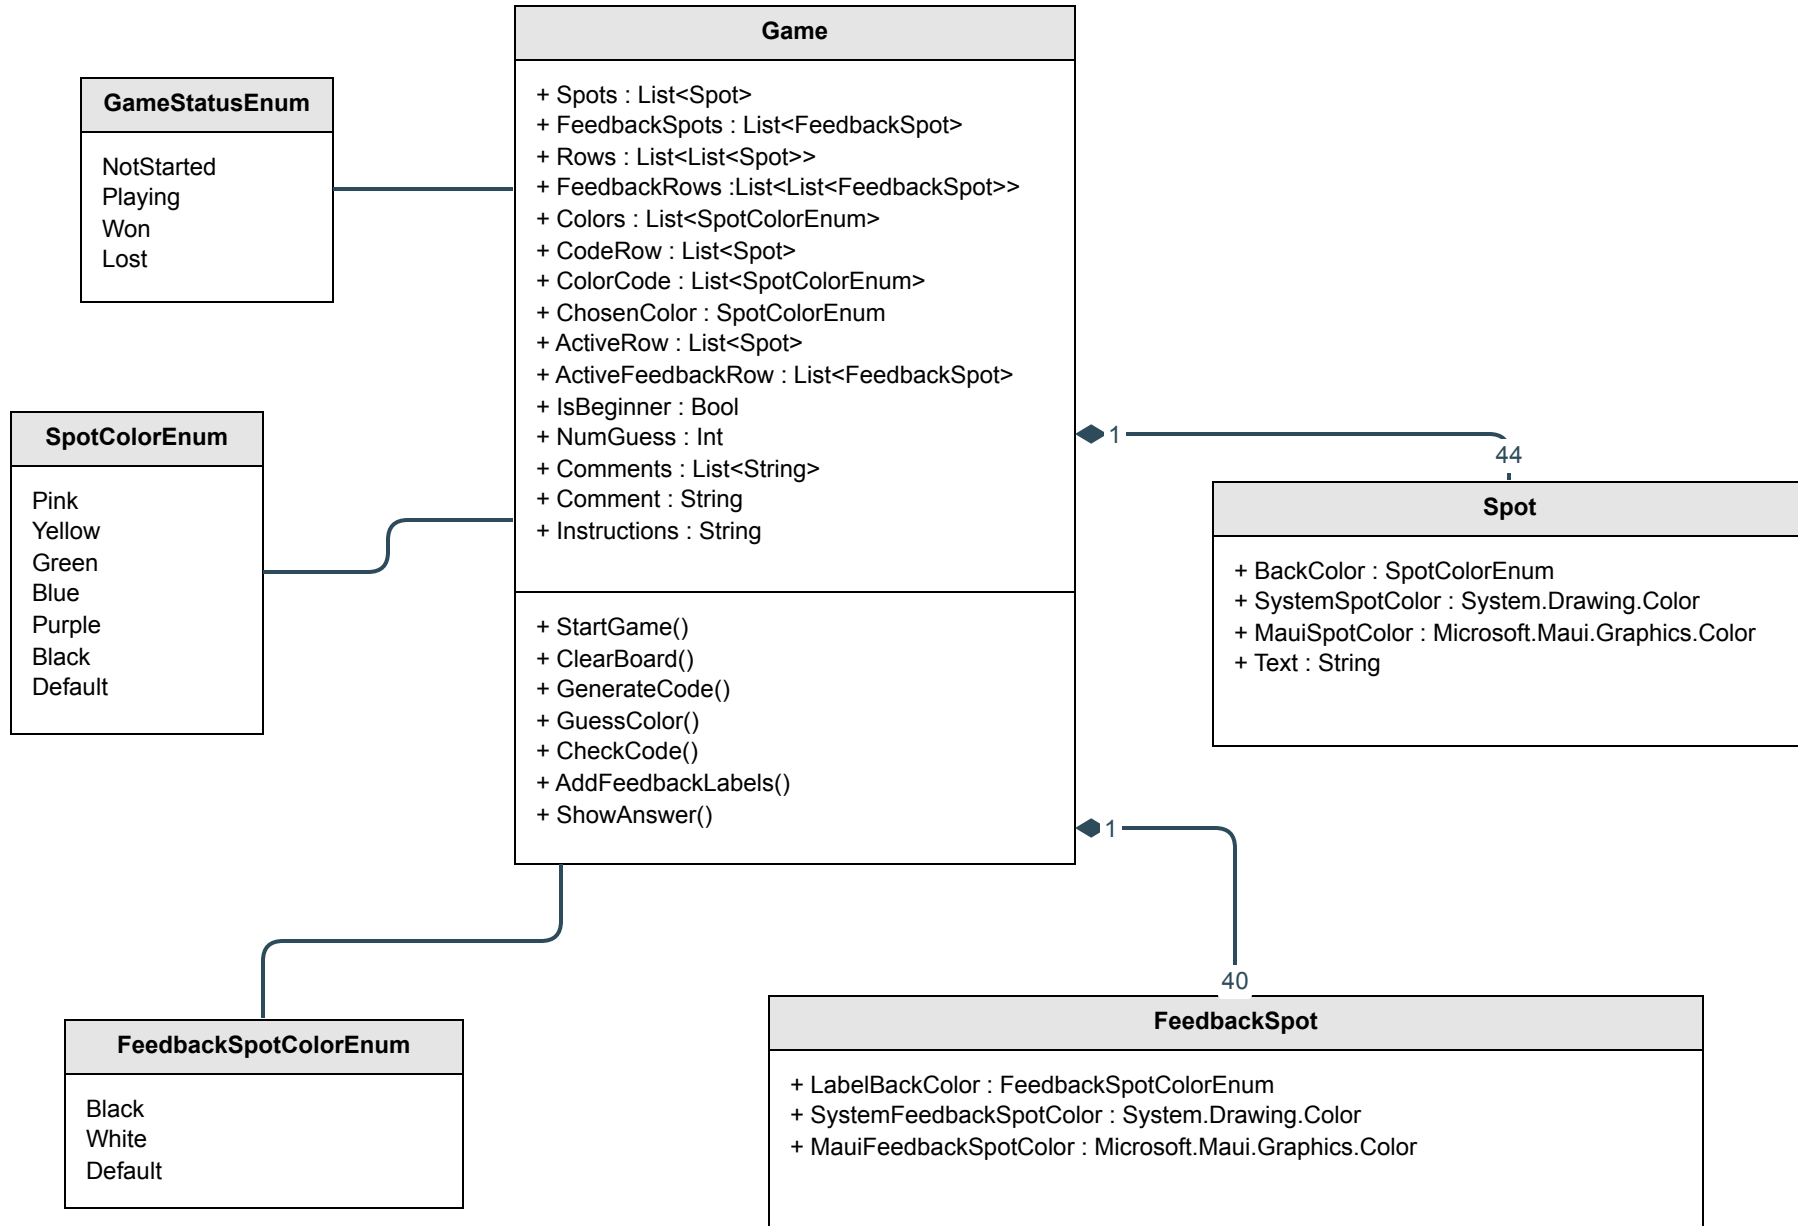 Game
+ Spots : List<Spot>
+ FeedbackSpots : List<FeedbackSpot>
+ Rows : List<List<Spot>>
+ FeedbackRows :List<List<FeedbackSpot>>
+ Colors : List<SpotColorEnum>
+ CodeRow : List<Spot>
+ ColorCode : List<SpotColorEnum>
+ ChosenColor : SpotColorEnum
+ ActiveRow : List<Spot>
+ ActiveFeedbackRow : List<FeedbackSpot>
+ IsBeginner : Bool
+ NumGuess : Int
+ Comments : List<String>
+ Comment : String
+ Instructions : String
+ StartGame()
+ ClearBoard()
+ GenerateCode()
+ GuessColor()
+ CheckCode()
+ AddFeedbackLabels()
+ ShowAnswer()
GameStatusEnum
NotStarted
Playing
Won
Lost
SpotColorEnum
Pink
Yellow
Green
Blue
Purple
Black
Default
1
44
Spot
+ BackColor : SpotColorEnum
+ SystemSpotColor : System.Drawing.Color
+ MauiSpotColor : Microsoft.Maui.Graphics.Color
+ Text : String
1
40
FeedbackSpot
+ LabelBackColor : FeedbackSpotColorEnum
+ SystemFeedbackSpotColor : System.Drawing.Color
+ MauiFeedbackSpotColor : Microsoft.Maui.Graphics.Color
FeedbackSpotColorEnum
Black
White
Default